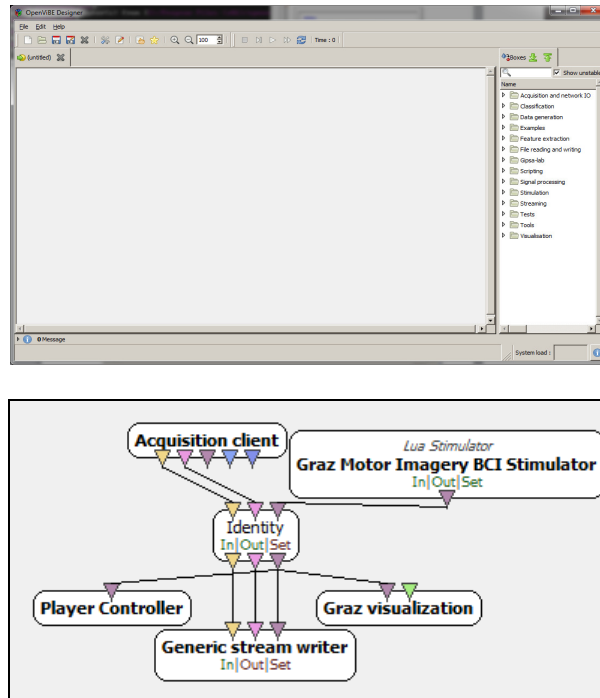 OpenViBE Designer
File Edit Help
100
Time : 0
(untitled)
Boxes
Show unstable
Name
Acquisition and network IO
Classification
Data generation
Examples
Feature extraction
File reading and writing
Gipsa-lab
Scripting
Signal processing
Stimulation
Streaming
Tests
Tools
Visualisation
0 Message
System load :
Acquisition client
Lua Stimulator
Graz Motor Imagery BCI Stimulator
In|Out|Set
Identity
In|Out|Set
Player Controller
Graz visualization
Generic stream writer
In|Out|Set